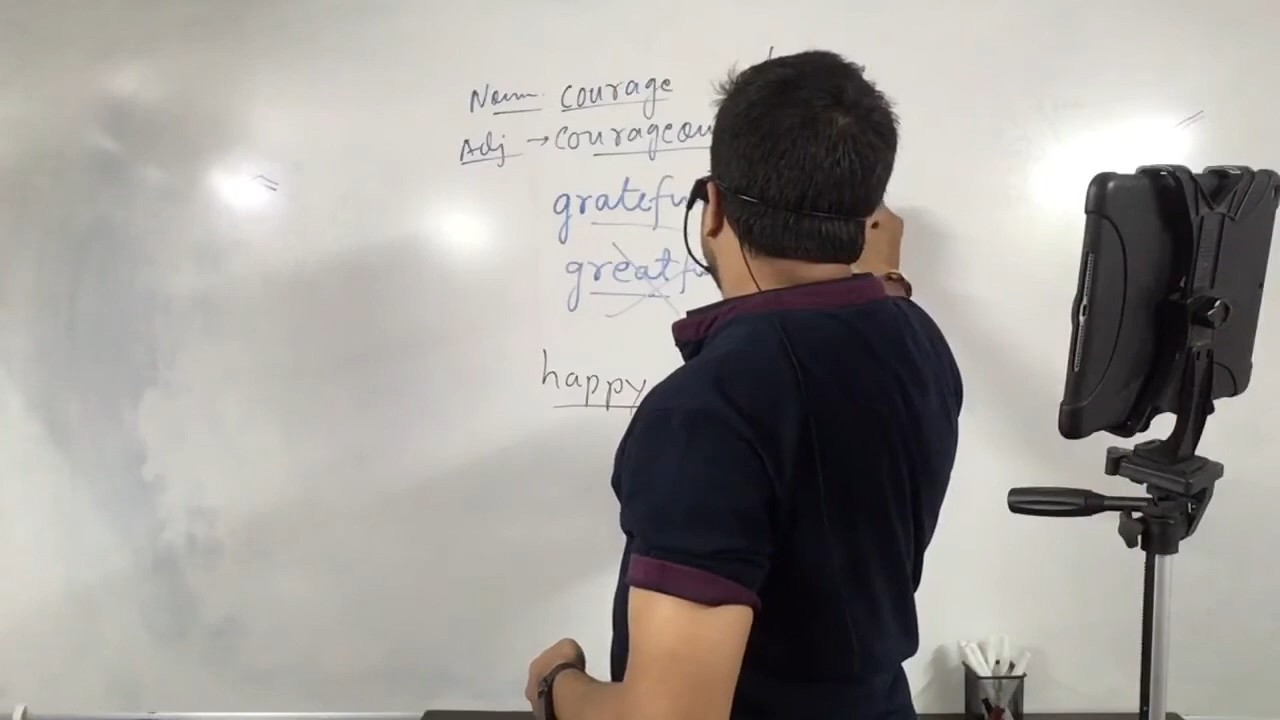 Noun courage
Adj → courageou
gratefu
greatfu
happy